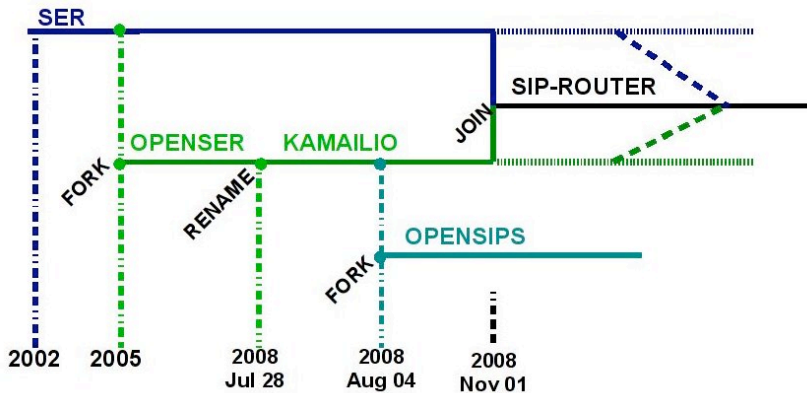 SER
SIP-ROUTER
JOIN
OPENSER KAMAILIO
FORK
RENAME
OPENSIPS
FORK
2002 2005 2008 2008 2008
Jul 28 Aug 04 Nov 01